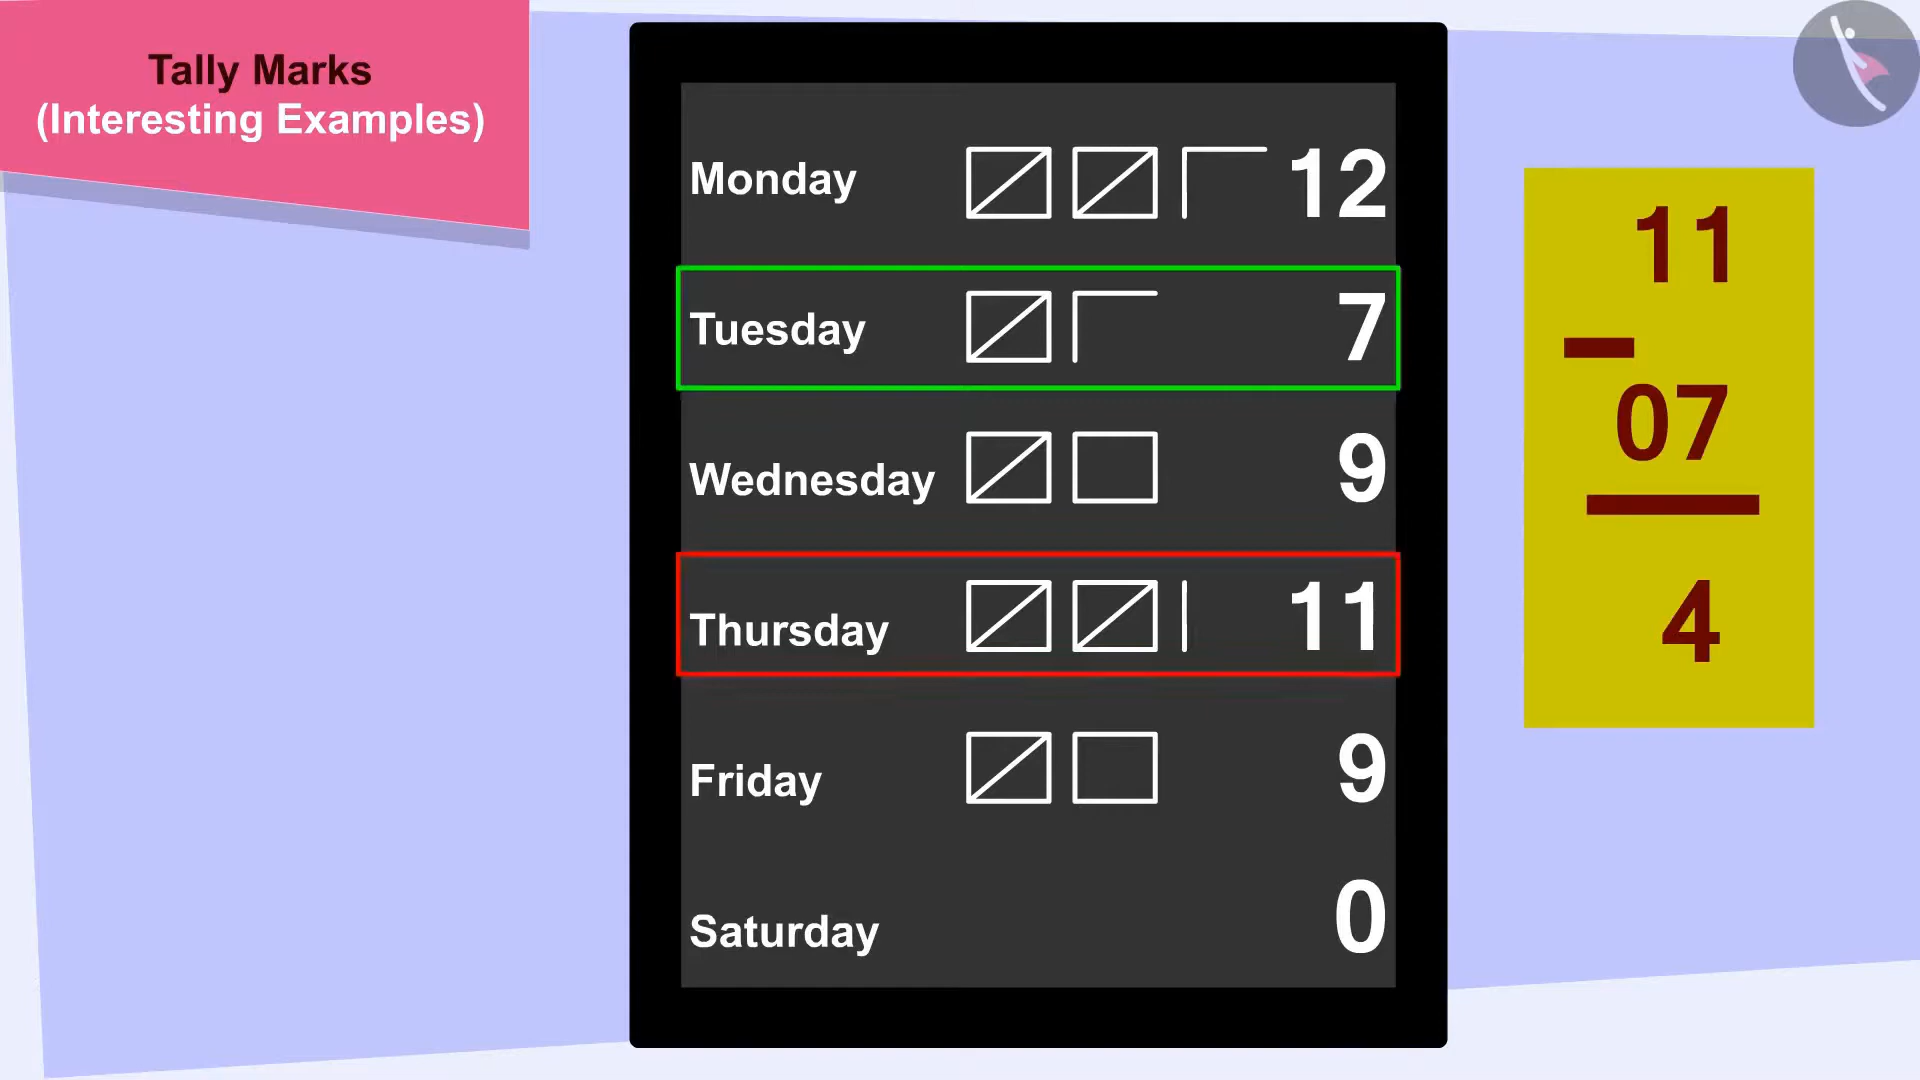 Tally Marks
(Interesting Examples)
Monday 12
Tuesday 7
Wednesday 9
Thursday 11
Friday 9
Saturday 0
11
-
07
4